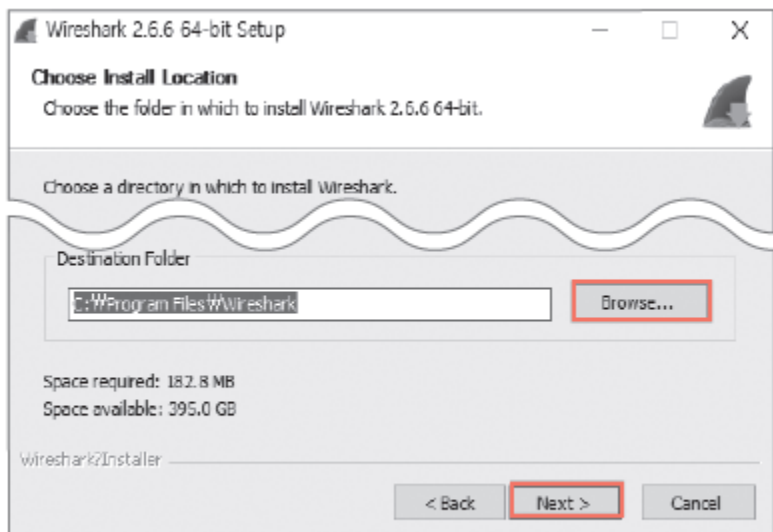 Wireshark 2.6.6 64-bit Setup
Choose Install Location
Choose the folder in which to install Wireshark 2.6.6 64-bit.
Choose a directory in which to install Wireshark.
Destination Folder
C:₩Program Files₩Wireshark
Browse...
Space required: 182.8 MB
Space available: 395.0 GB
Wireshark?Installer
< Back Next > Cancel